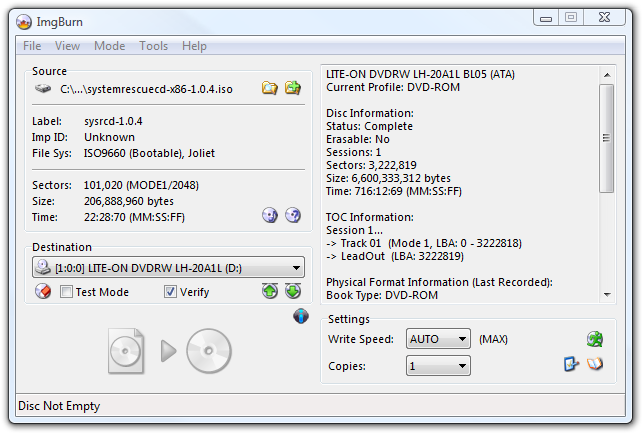 ImgBurn
File View Mode Tools Help
Source
C:\...\systemrescuecd-x86-1.0.4.iso
Label: sysrcd-1.0.4
Imp ID: Unknown
File Sys: ISO9660 (Bootable), Joliet
Sectors: 101,020 (MODE1/2048)
Size: 206,888,960 bytes
Time: 22:28:70 (MM:SS:FF)
Destination
[1:0:0] LITE-ON DVDRW LH-20A1L (D:)
Test Mode Verify
LITE-ON DVDRW LH-20A1L BL05 (ATA)
Current Profile: DVD-ROM
Disc Information:
Status: Complete
Erasable: No
Sessions: 1
Sectors: 3,222,819
Size: 6,600,333,312 bytes
Time: 716:12:69 (MM:SS:FF)
TOC Information:
Session 1...
-> Track 01 (Mode 1, LBA: 0 - 3222818)
-> LeadOut (LBA: 3222819)
Physical Format Information (Last Recorded):
Book Type: DVD-ROM
Settings
Write Speed: AUTO (MAX)
Copies: 1
Disc Not Empty